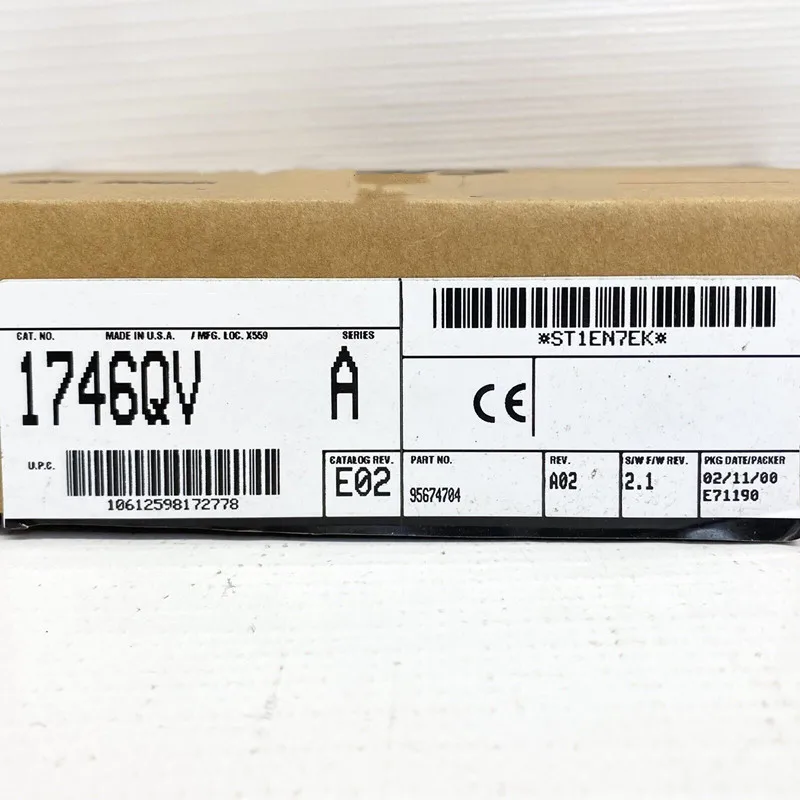 *ST1EN7EK*
CAT. NO. MADE IN U.S.A. / MFG. LOC. X559 SERIES
1746QV A
CE
U.P.C.
10612598172778
CATALOG REV.
E02
PART NO.
95674704
REV.
A02
S/W F/W REV.
2.1
PKG DATE/PACKER
02/11/00
E71190